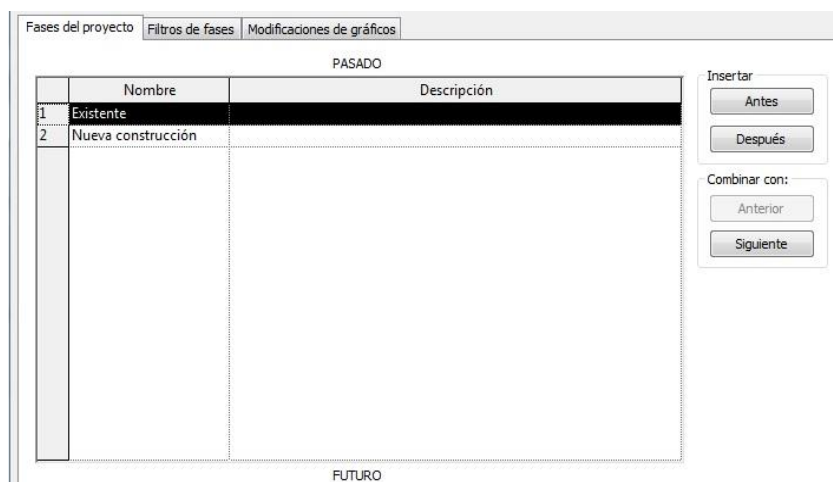 Fases del proyecto Filtros de fases Modificaciones de gráficos
PASADO
Nombre Descripción
1 Existente
2 Nueva construcción
FUTURO
Insertar
Antes
Después
Combinar con:
Anterior
Siguiente